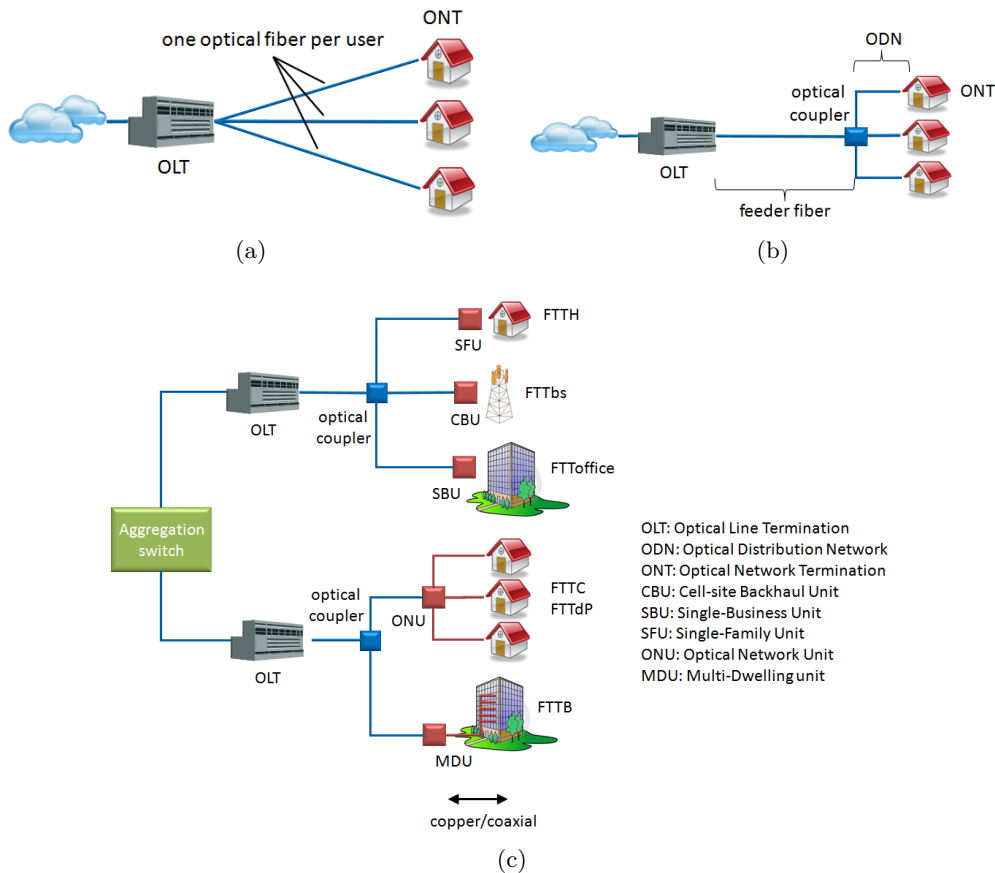 ONT
one optical fiber per user
OLT
(a)
ODN
optical
coupler
ONT
OLT
feeder fiber
(b)
FTTH
SFU
FTTbs
CBU
OLT
optical
coupler
FTToffice
SBU
Aggregation
switch
OLT: Optical Line Termination
ODN: Optical Distribution Network
ONT: Optical Network Termination
CBU: Cell-site Backhaul Unit
SBU: Single-Business Unit
SFU: Single-Family Unit
ONU: Optical Network Unit
MDU: Multi-Dwelling unit
optical
coupler
ONU
FTTC
FTTdP
OLT
FTTB
MDU
copper/coaxial
(c)